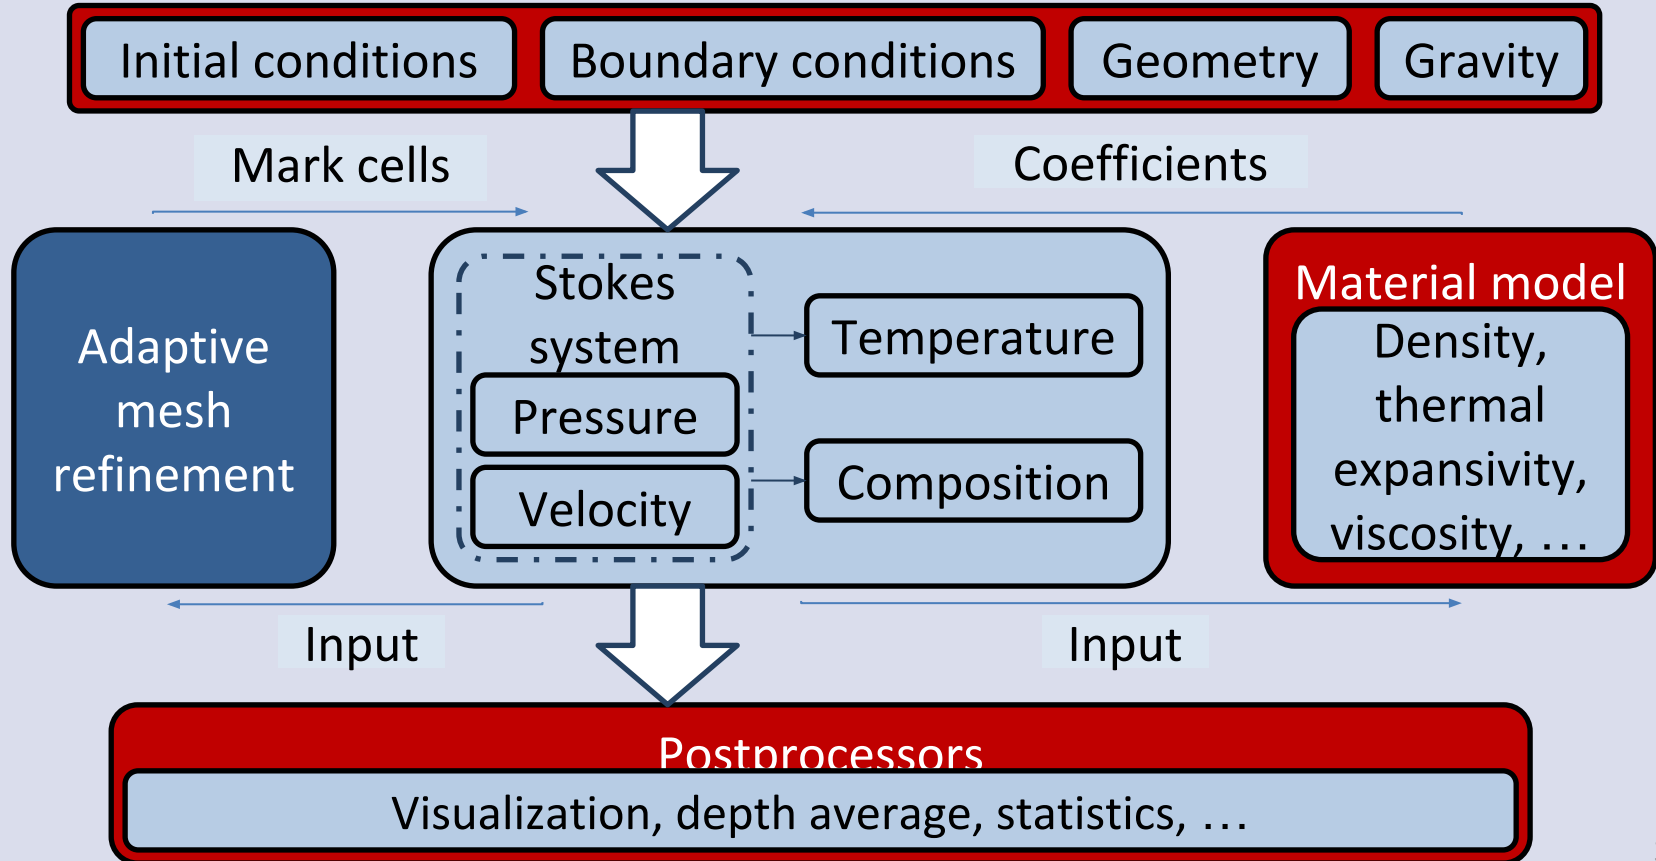 Initial conditions
Boundary conditions
Geometry
Gravity
Mark cells
Coefficients
Adaptive
mesh
refinement
Stokes
system
Pressure
Velocity
Temperature
Composition
Material model
Density,
thermal
expansivity,
viscosity, …
Input
Input
Postprocessors
Visualization, depth average, statistics, …